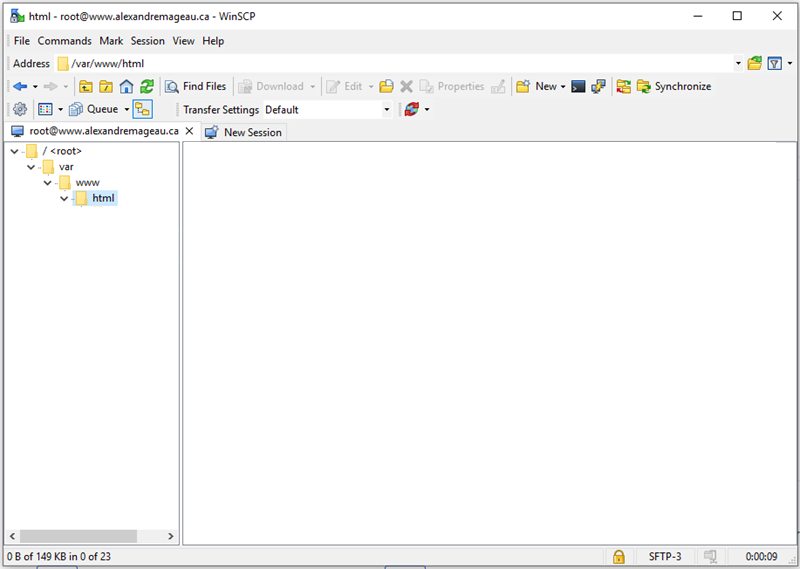 html - root@www.alexandremageau.ca - WinSCP
File Commands Mark Session View Help
Address /var/www/html
Find Files Download Edit Properties New Synchronize
Queue Transfer Settings Default
root@www.alexandremageau.ca New Session
/ <root>
var
www
html
0 B of 149 KB in 0 of 23 SFTP-3 0:00:09